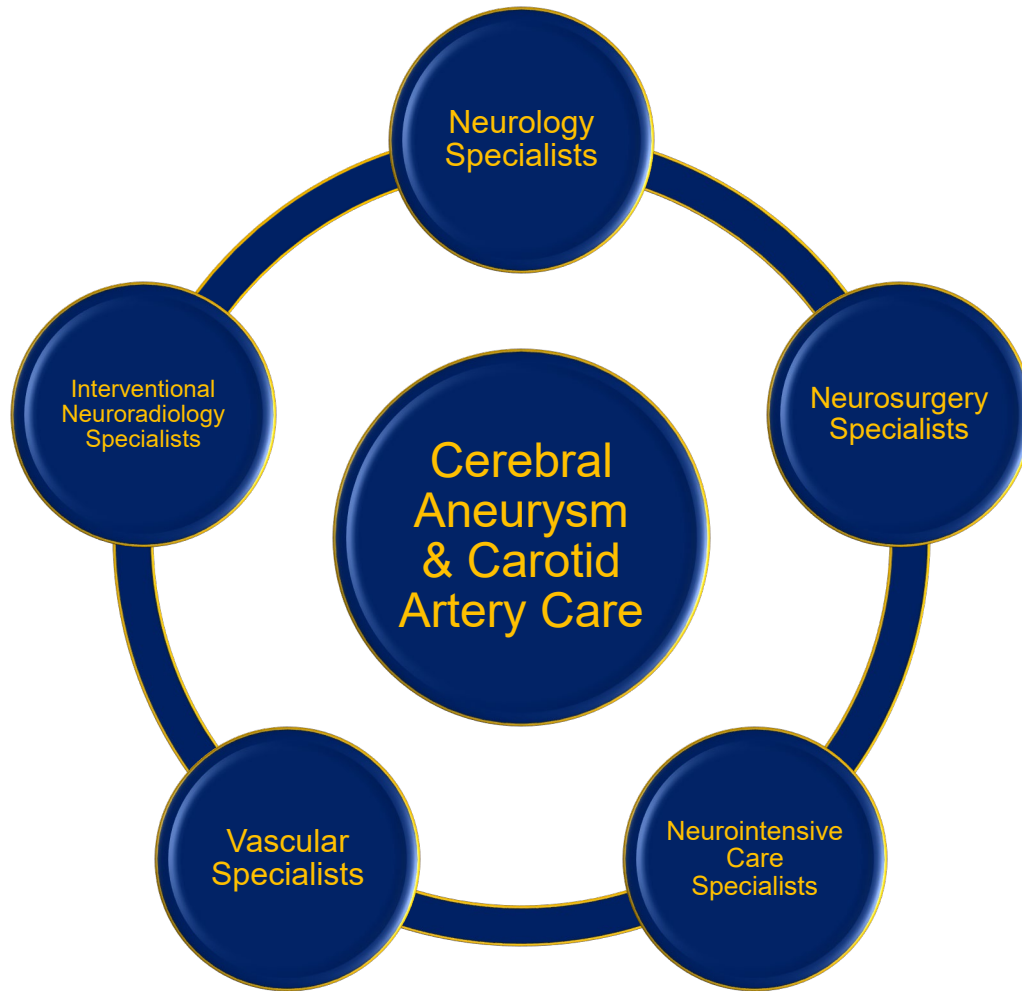 Neurology
Specialists
Interventional
Neuroradiology
Specialists
Neurosurgery
Specialists
Cerebral
Aneurysm
& Carotid
Artery Care
Vascular
Specialists
Neurointensive
Care
Specialists